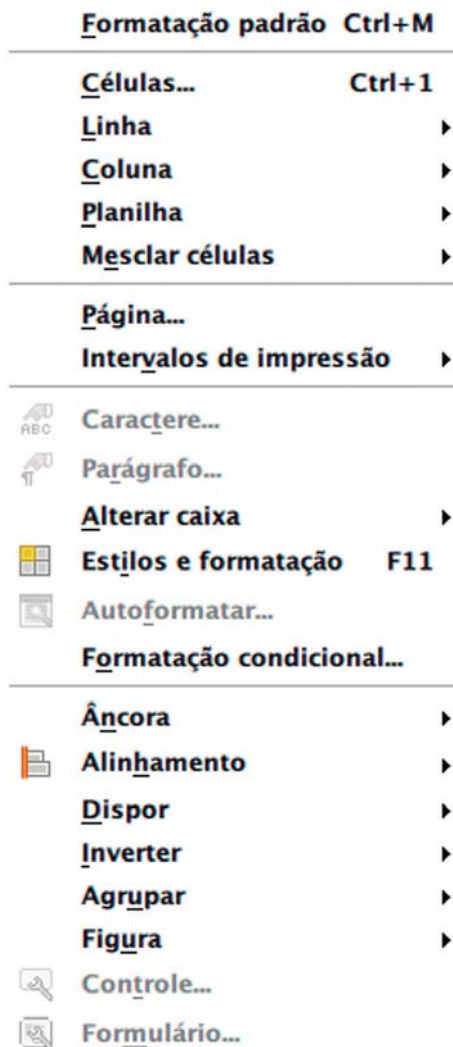 Formatação padrão Ctrl+M
Células... Ctrl+1
Linha
Coluna
Planilha
Mesclar células
Página...
Intervalos de impressão
ABC Caractere...
¶ Parágrafo...
Alterar caixa
Estilos e formatação F11
Autoformatar...
Formatação condicional...
Âncora
Alinhamento
Dispor
Inverter
Agrupar
Figura
Controle...
Formulário...